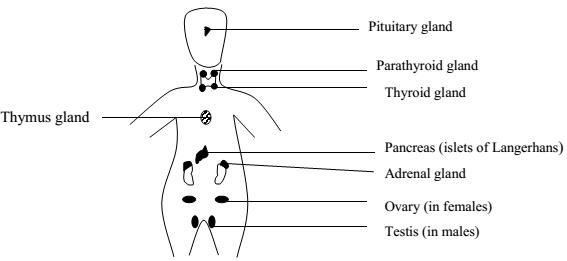 Pituitary gland
Parathyroid gland
Thyroid gland
Thymus gland
Pancreas (islets of Langerhans)
Adrenal gland
Ovary (in females)
Testis (in males)